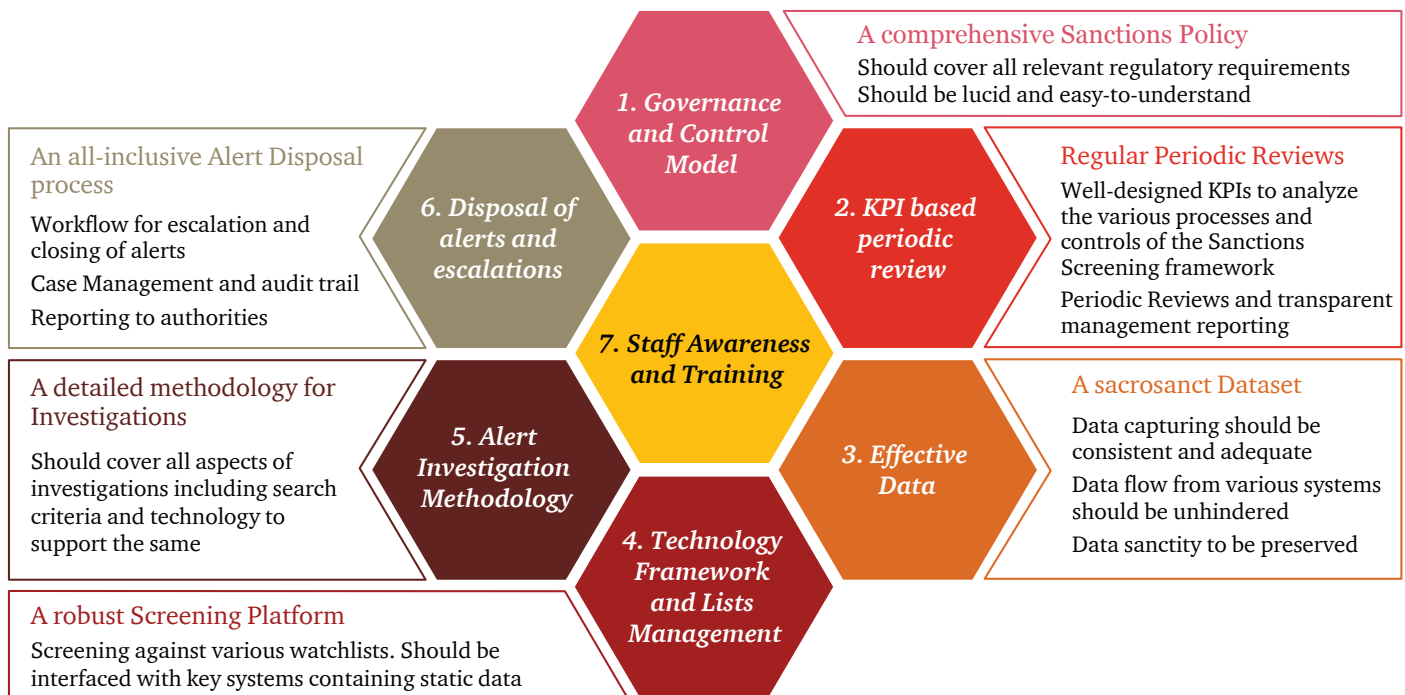 A comprehensive Sanctions Policy
Should cover all relevant regulatory requirements
Should be lucid and easy-to-understand
1. Governance
and Control
Model
An all-inclusive Alert Disposal
process
Workflow for escalation and
closing of alerts
Case Management and audit trail
Reporting to authorities
6. Disposal of
alerts and
escalations
2. KPI based
periodic
review
Regular Periodic Reviews
Well-designed KPIs to analyze
the various processes and
controls of the Sanctions
Screening framework
Periodic Reviews and transparent
management reporting
7. Staff Awareness
and Training
A detailed methodology for
Investigations
Should cover all aspects of
investigations including search
criteria and technology to
support the same
5. Alert
Investigation
Methodology
3. Effective
Data
A sacrosanct Dataset
Data capturing should be
consistent and adequate
Data flow from various systems
should be unhindered
Data sanctity to be preserved
4. Technology
Framework
and Lists
Management
A robust Screening Platform
Screening against various watchlists. Should be
interfaced with key systems containing static data